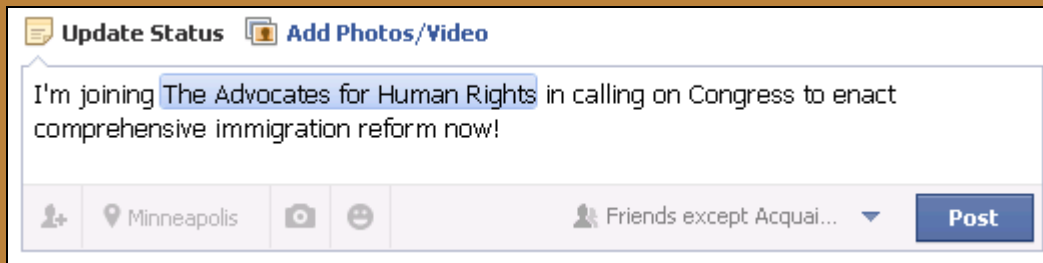 Update Status Add Photos/Video
I'm joining The Advocates for Human Rights in calling on Congress to enact
comprehensive immigration reform now!
Minneapolis Friends except Acquai... Post